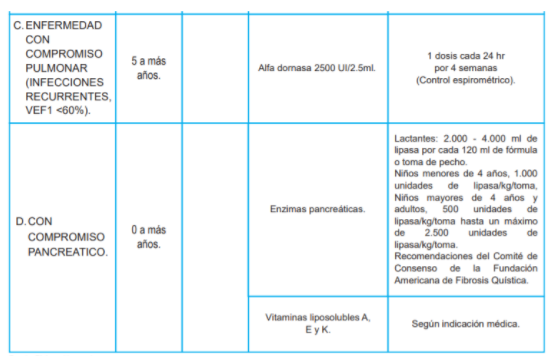 C. ENFERMEDAD
CON
COMPROMISO
PULMONAR
(INFECCIONES
RECURRENTES,
VEF1 <60%).
5 a más
años.
Alfa dornasa 2500 UI/2.5ml.
1 dosis cada 24 hr
por 4 semanas
(Control espirométrico).
D. CON
COMPROMISO
PANCREATICO.
0 a más
años.
Enzimas pancreáticas.
Lactantes: 2.000 - 4.000 ml de
lipasa por cada 120 ml de fórmula
o toma de pecho.
Niños menores de 4 años, 1.000
unidades de lipasa/kg/toma,
Niños mayores de 4 años y
adultos, 500 unidades de
lipasa/kg/toma hasta un máximo
de 2.500 unidades de
lipasa/kg/toma.
Recomendaciones del Comité de
Consenso de la Fundación
Americana de Fibrosis Quística.
Vitaminas liposolubles A,
E y K.
Según indicación médica.